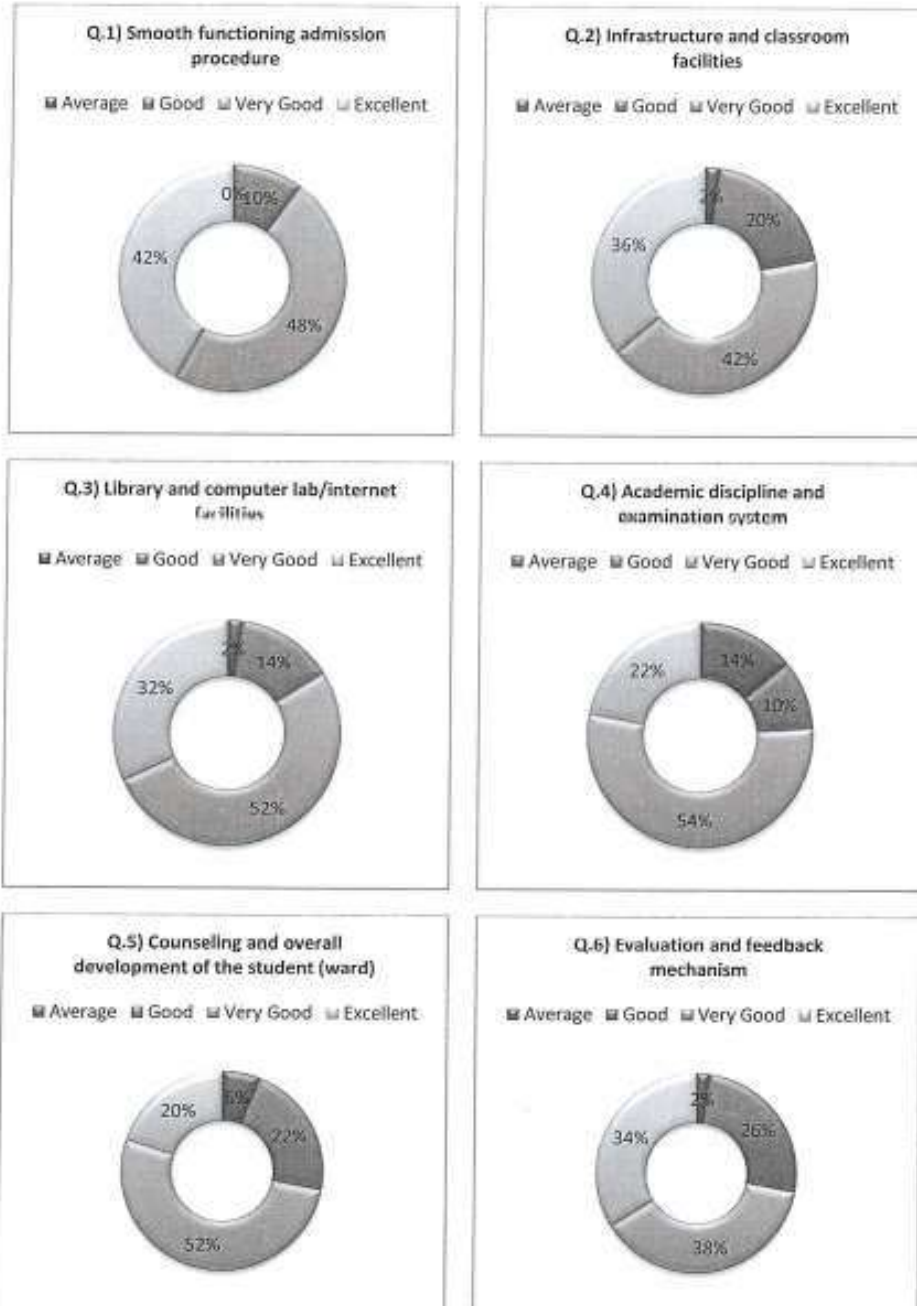 Q.1) Smooth functioning admission
procedure
Average Good Very Good Excellent
0%
10%
48%
42%
Q.2) Infrastructure and classroom
facilities
Average Good Very Good Excellent
2%
20%
42%
36%
Q.3) Library and computer lab/internet
facilities
Average Good Very Good Excellent
2%
14%
52%
32%
Q.4) Academic discipline and
examination system
Average Good Very Good Excellent
14%
10%
54%
22%
Q.5) Counseling and overall
development of the student (ward)
Average Good Very Good Excellent
6%
22%
52%
20%
Q.6) Evaluation and feedback
mechanism
Average Good Very Good Excellent
2%
26%
38%
34%